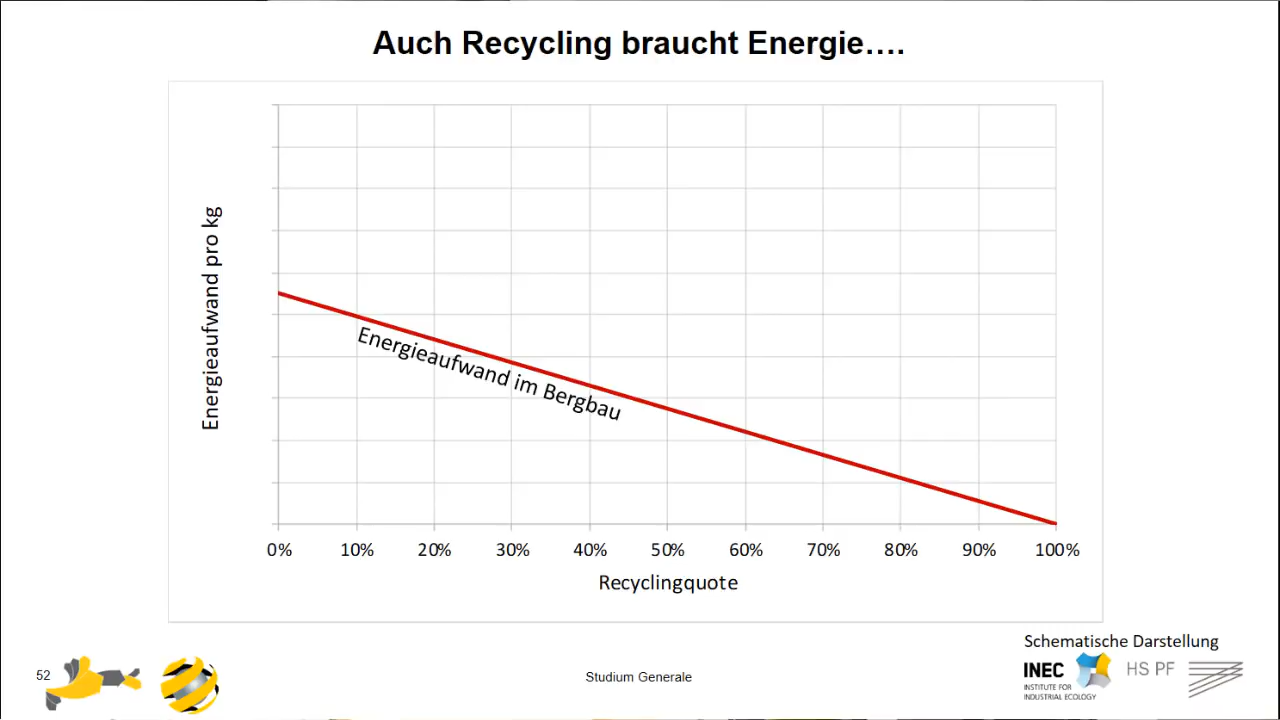 Auch Recycling braucht Energie....
Energieaufwand pro kg
Energieaufwand im Bergbau
0% 10% 20% 30% 40% 50% 60% 70% 80% 90% 100%
Recyclingquote
Schematische Darstellung
52
Studium Generale
INEC
INSTITUTE FOR
INDUSTRIAL ECOLOGY
HS PF